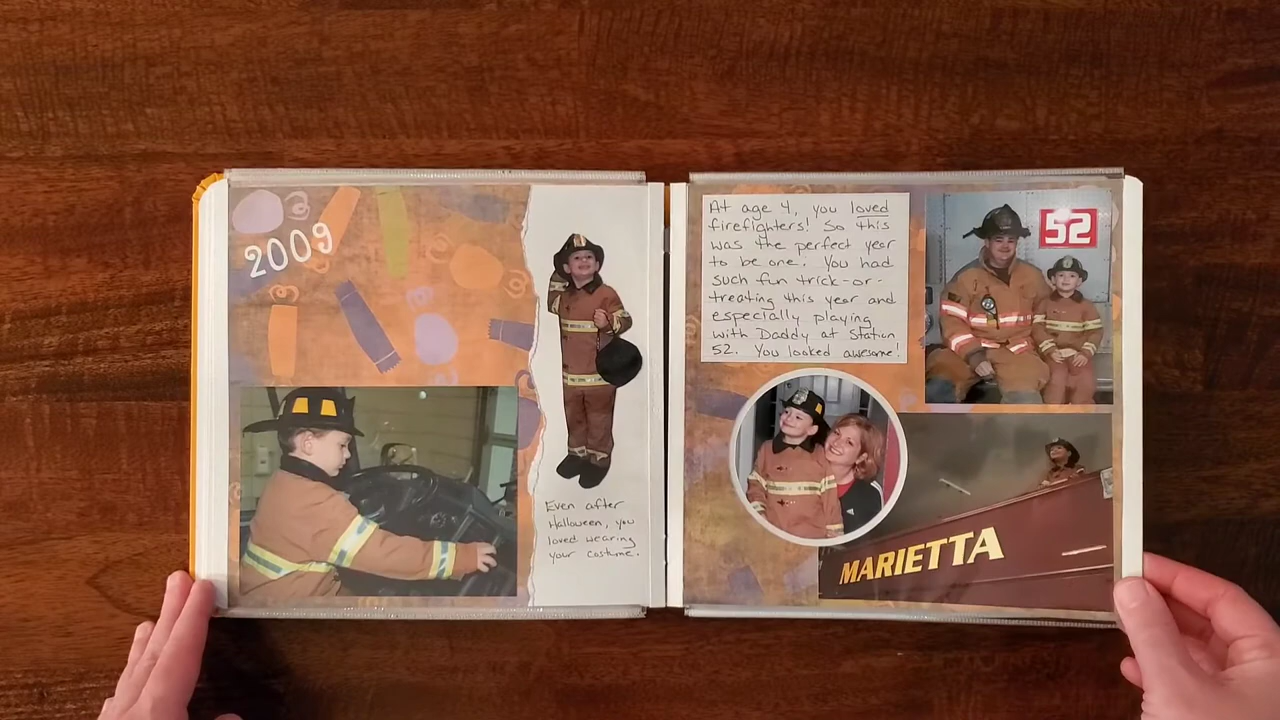 2009
Even after
Halloween, you
loved wearing
your costume.
At age 4, you loved
firefighters! So this
was the perfect year
to be one. You had
such fun trick-or-
treating this year and
especially playing
with Daddy at Station
52. You looked awesome!
52
MARIETTA